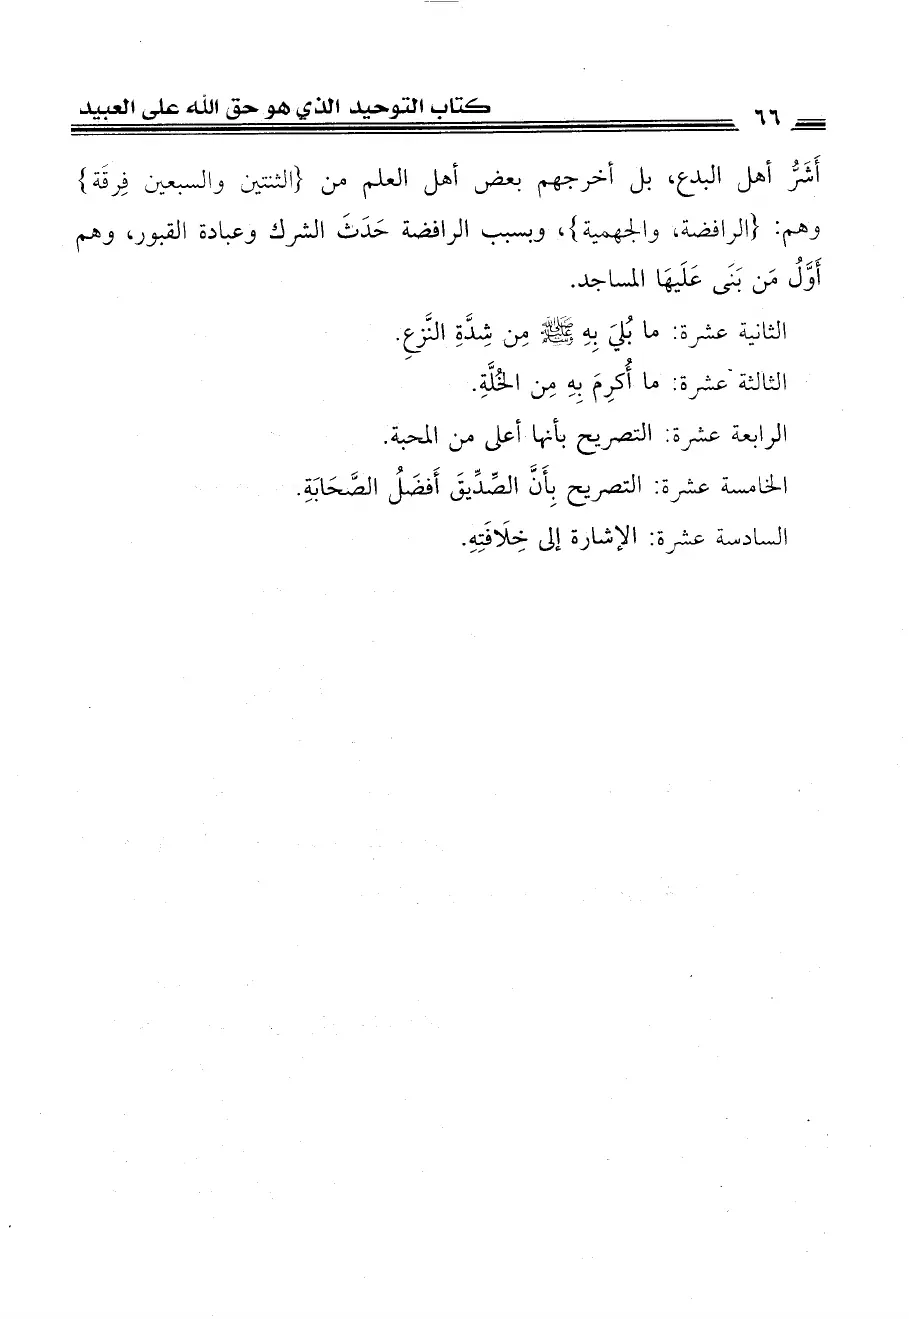 ٦٦ كتاب التوحيد الذي هو حق الله على العبيد
أَشَرُّ أهل البدع، بل أخرجهم بعض أهل العلم من {الثنتين والسبعين فِرقَة}
وهم: {الرافضة، والجهمية}، وبسبب الرافضة حَدَثَ الشرك وعبادة القبور، وهم
أَوَّلُ مَن بَنَى عَلَيهَا المساجد.
الثانية عشرة: ما بُلِيَ بِهِ ﷺ مِن شِدَّةِ النَّزعِ.
الثالثة عشرة: ما أُكرِمَ بِهِ مِن الخُلَّةِ.
الرابعة عشرة: التصريح بأنها أعلى من المحبة.
الخامسة عشرة: التصريح بِأَنَّ الصِّدِّيقَ أَفضَلُ الصَّحَابَةِ.
السادسة عشرة: الإشارة إلى خِلَافَتِهِ.